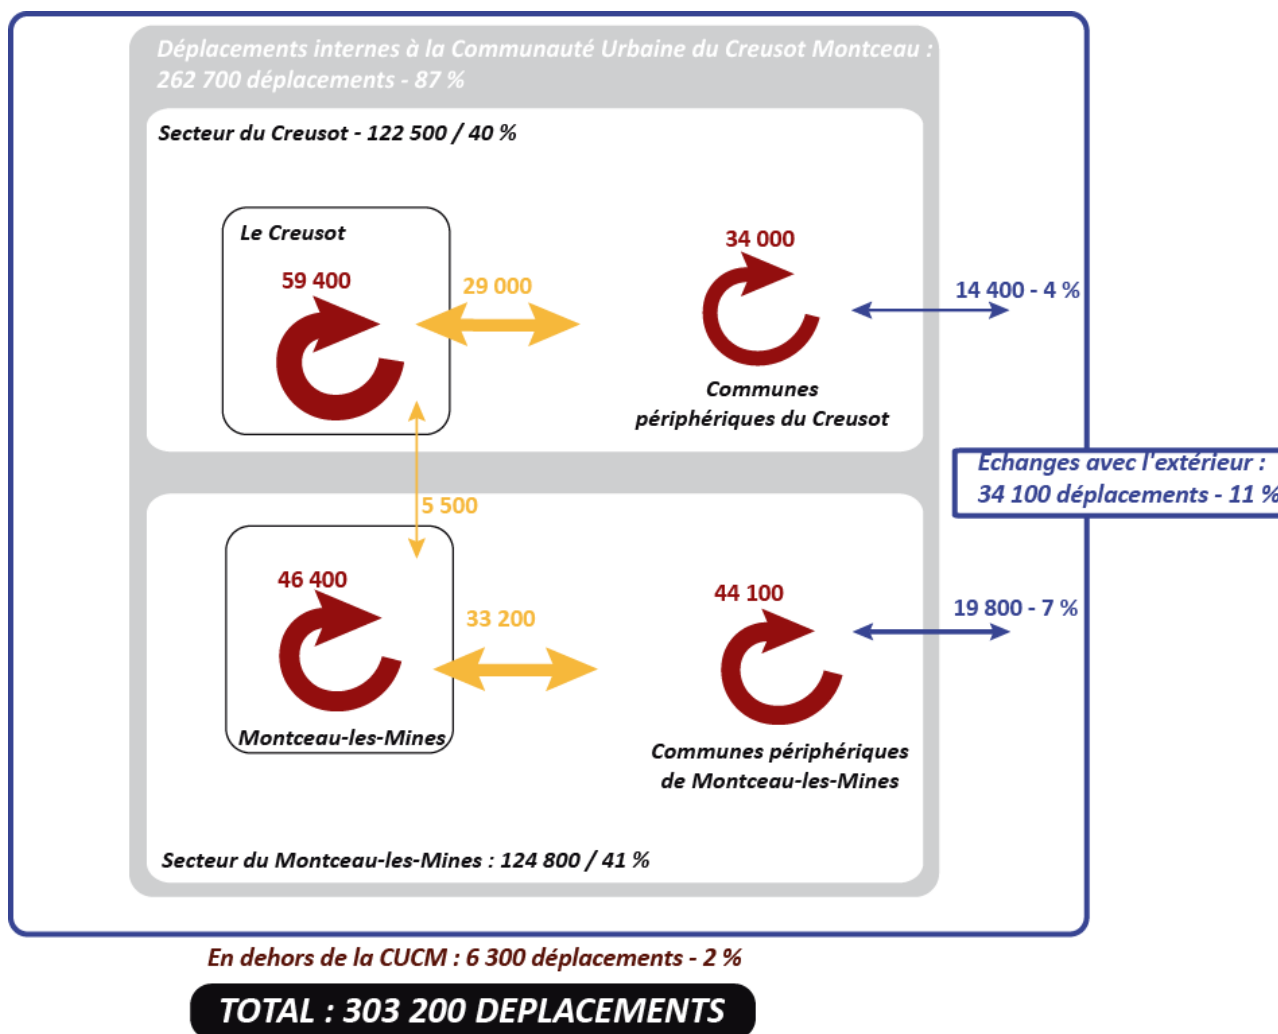 Déplacements internes à la Communauté Urbaine du Creusot Montceau :
262 700 déplacements - 87 %
Secteur du Creusot - 122 500 / 40 %
Le Creusot
59 400
29 000
34 000
14 400 - 4 %
Communes
périphériques du Creusot
Echanges avec l'extérieur :
34 100 déplacements - 11 %
5 500
46 400
33 200
44 100
19 800 - 7 %
Montceau-les-Mines
Communes périphériques
de Montceau-les-Mines
Secteur du Montceau-les-Mines : 124 800 / 41 %
En dehors de la CUCM : 6 300 déplacements - 2 %
TOTAL : 303 200 DEPLACEMENTS